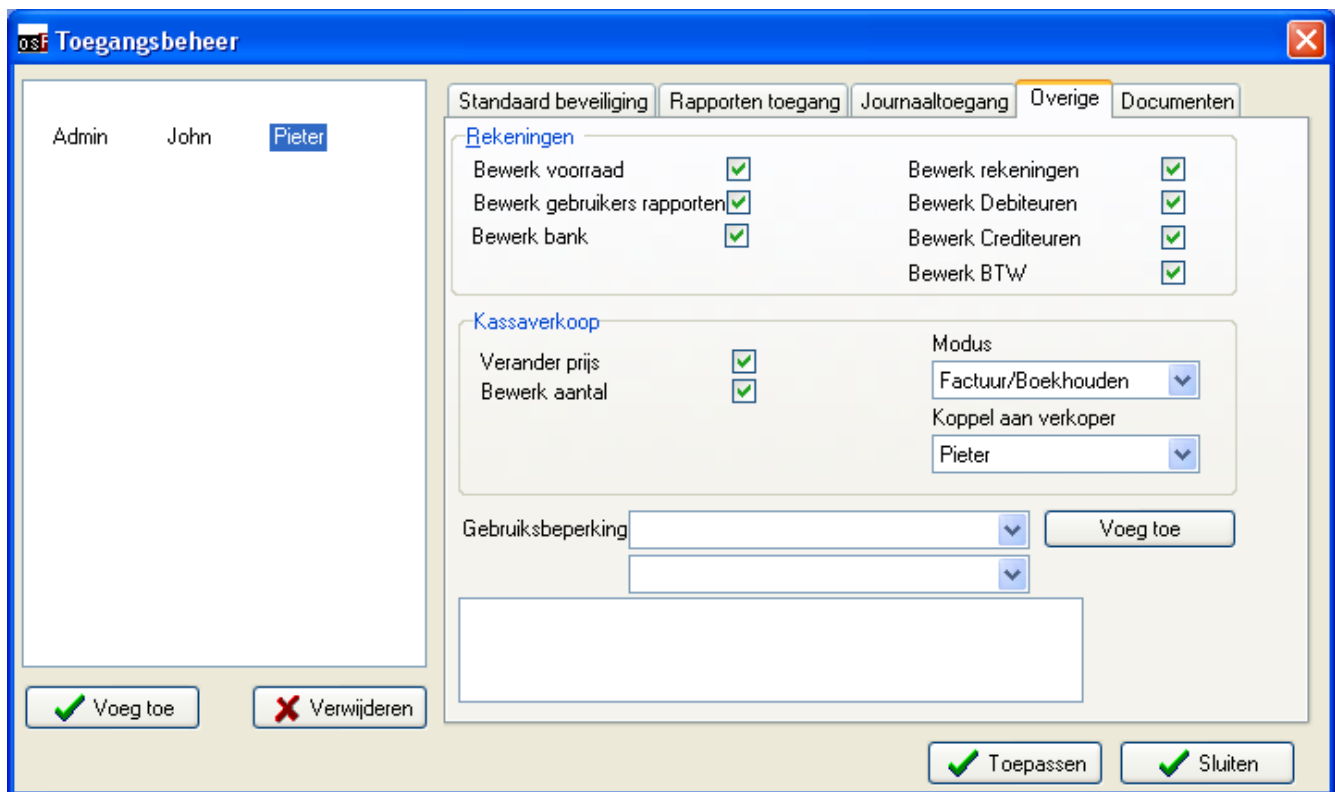 osF Toegangsbeheer
Admin John Pieter
Standaard beveiliging Rapporten toegang Journaaltoegang Overige Documenten
Rekeningen
Bewerk voorraad Bewerk rekeningen
Bewerk gebruikers rapporten Bewerk Debiteuren
Bewerk bank Bewerk Crediteuren
Bewerk BTW
Kassaverkoop
Modus
Verander prijs
Factuur/Boekhouden
Bewerk aantal
Koppel aan verkoper
Pieter
Gebruiksbeperking Voeg toe
Voeg toe Verwijderen
Toepassen Sluiten